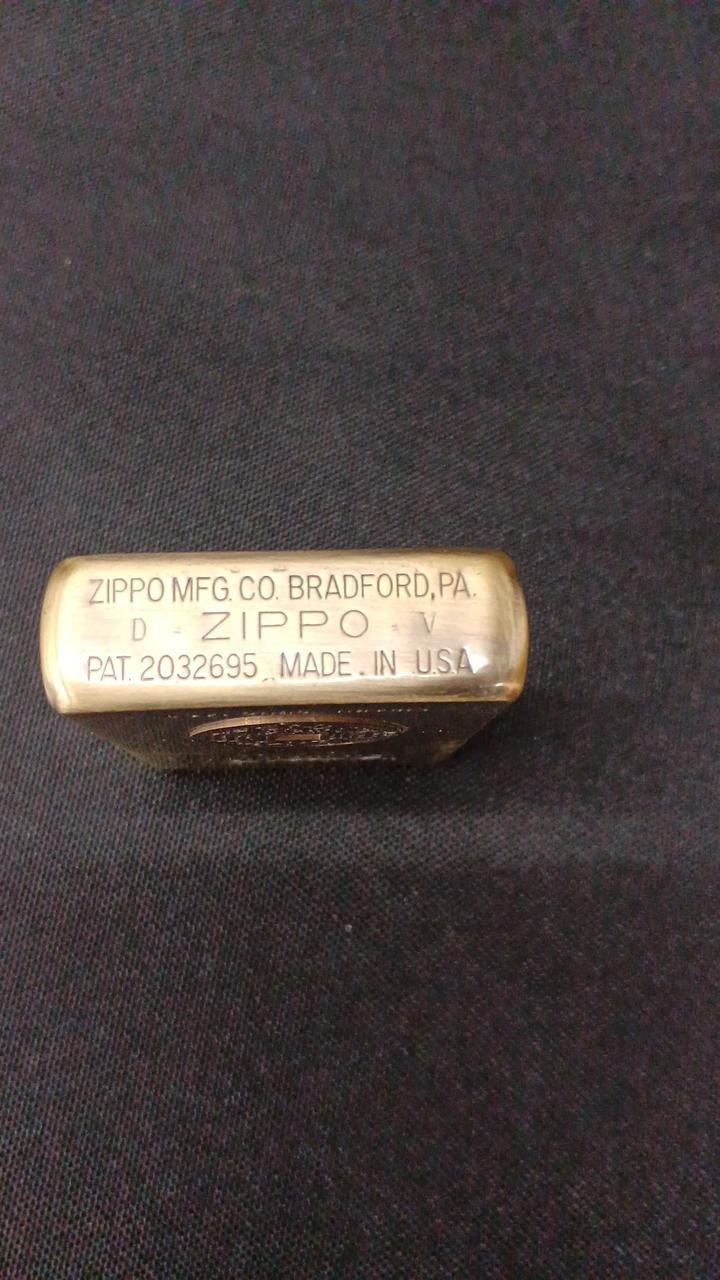 ZIPPO MFG. CO. BRADFORD, PA.
D - ZIPPO - V
PAT. 2032695 MADE. IN U.S.A